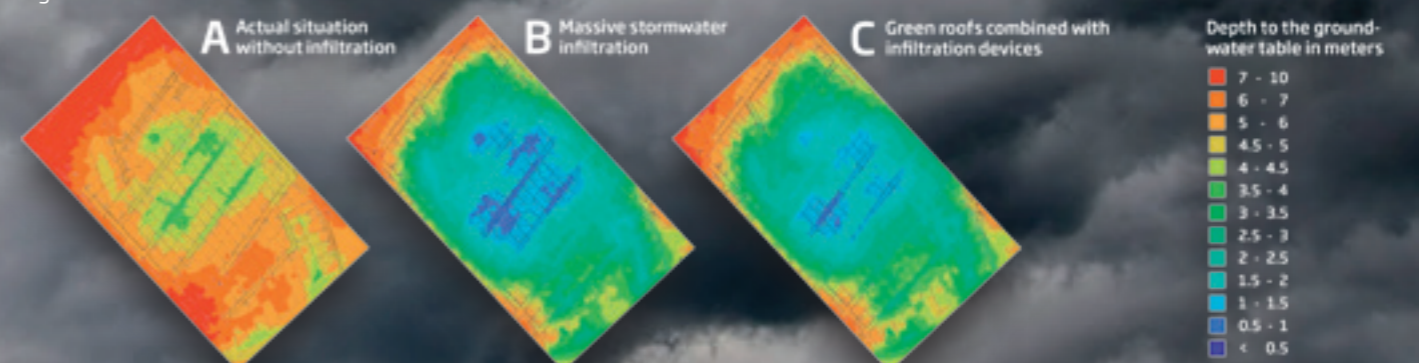 A Actual situation
without infiltration
B Massive stormwater
infiltration
C Green roofs combined with
infiltration devices
Depth to the ground-
water table in meters
7 - 10
6 - 7
5 - 6
4.5 - 5
4 - 4.5
3.5 - 4
3 - 3.5
2.5 - 3
2 - 2.5
1.5 - 2
1 - 1.5
0.5 - 1
< 0.5